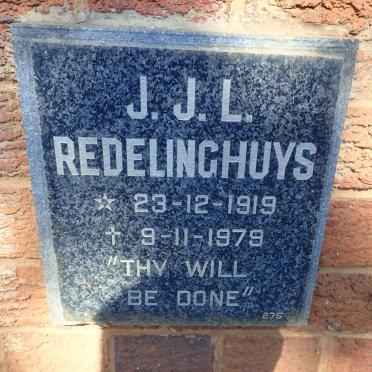 J. J. L.
REDELINGHUYS
☆ 23-12-1919
† 9-11-1979
"THY WILL
BE DONE"
275